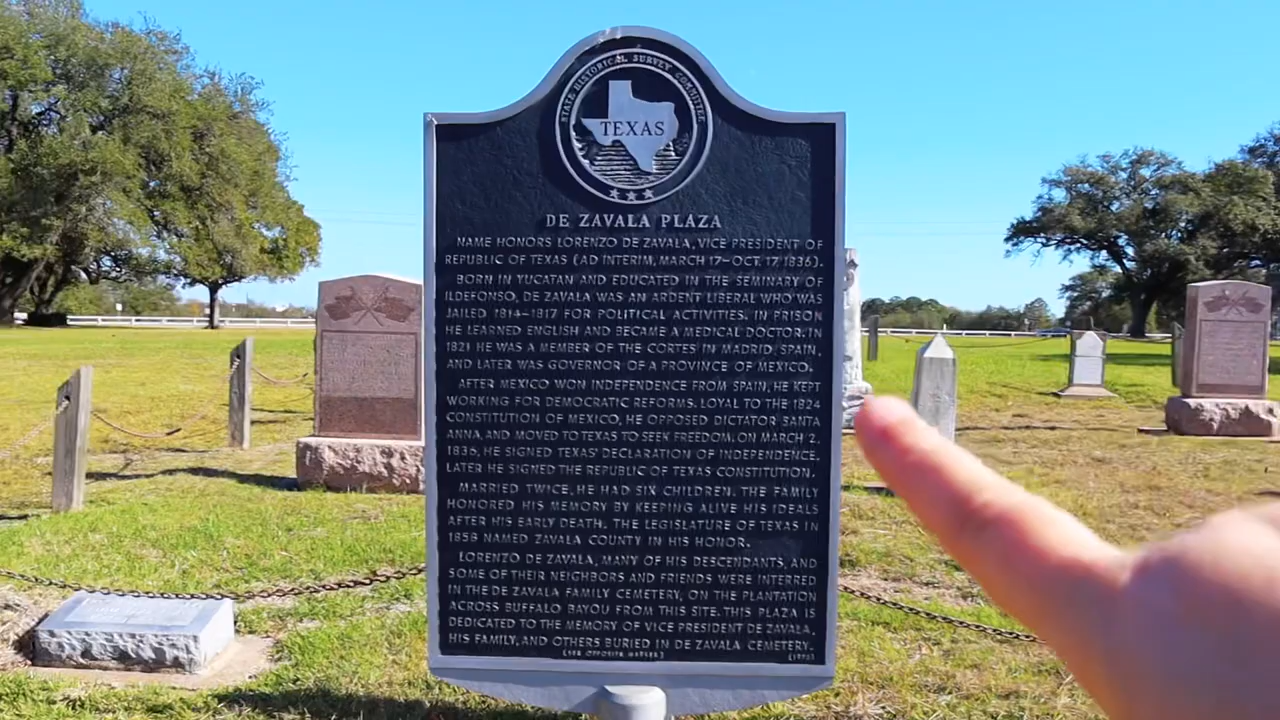 STATE HISTORICAL SURVEY COMMITTEE
TEXAS
DE ZAVALA PLAZA
NAME HONORS LORENZO DE ZAVALA, VICE PRESIDENT OF
REPUBLIC OF TEXAS (AD INTERIM, MARCH 17-OCT. 17, 1836).
BORN IN YUCATAN AND EDUCATED IN THE SEMINARY OF
ILDEFONSO, DE ZAVALA WAS AN ARDENT LIBERAL WHO WAS
JAILED 1814-1817 FOR POLITICAL ACTIVITIES. IN PRISON
HE LEARNED ENGLISH AND BECAME A MEDICAL DOCTOR. IN
1821 HE WAS A MEMBER OF THE CORTES IN MADRID, SPAIN,
AND LATER WAS GOVERNOR OF A PROVINCE OF MEXICO.
AFTER MEXICO WON INDEPENDENCE FROM SPAIN, HE KEPT
WORKING FOR DEMOCRATIC REFORMS. LOYAL TO THE 1824
CONSTITUTION OF MEXICO, HE OPPOSED DICTATOR SANTA
ANNA, AND MOVED TO TEXAS TO SEEK FREEDOM. ON MARCH 2,
1836, HE SIGNED TEXAS' DECLARATION OF INDEPENDENCE.
LATER HE SIGNED THE REPUBLIC OF TEXAS CONSTITUTION.
MARRIED TWICE, HE HAD SIX CHILDREN. THE FAMILY
HONORED HIS MEMORY BY KEEPING ALIVE HIS IDEALS
AFTER HIS EARLY DEATH. THE LEGISLATURE OF TEXAS IN
1858 NAMED ZAVALA COUNTY IN HIS HONOR.
LORENZO DE ZAVALA, MANY OF HIS DESCENDANTS, AND
SOME OF THEIR NEIGHBORS AND FRIENDS WERE INTERRED
IN THE DE ZAVALA FAMILY CEMETERY, ON THE PLANTATION
ACROSS BUFFALO BAYOU FROM THIS SITE. THIS PLAZA IS
DEDICATED TO THE MEMORY OF VICE PRESIDENT DE ZAVALA,
HIS FAMILY, AND OTHERS BURIED IN DE ZAVALA CEMETERY.
(SEE OPPOSITE MARKER)